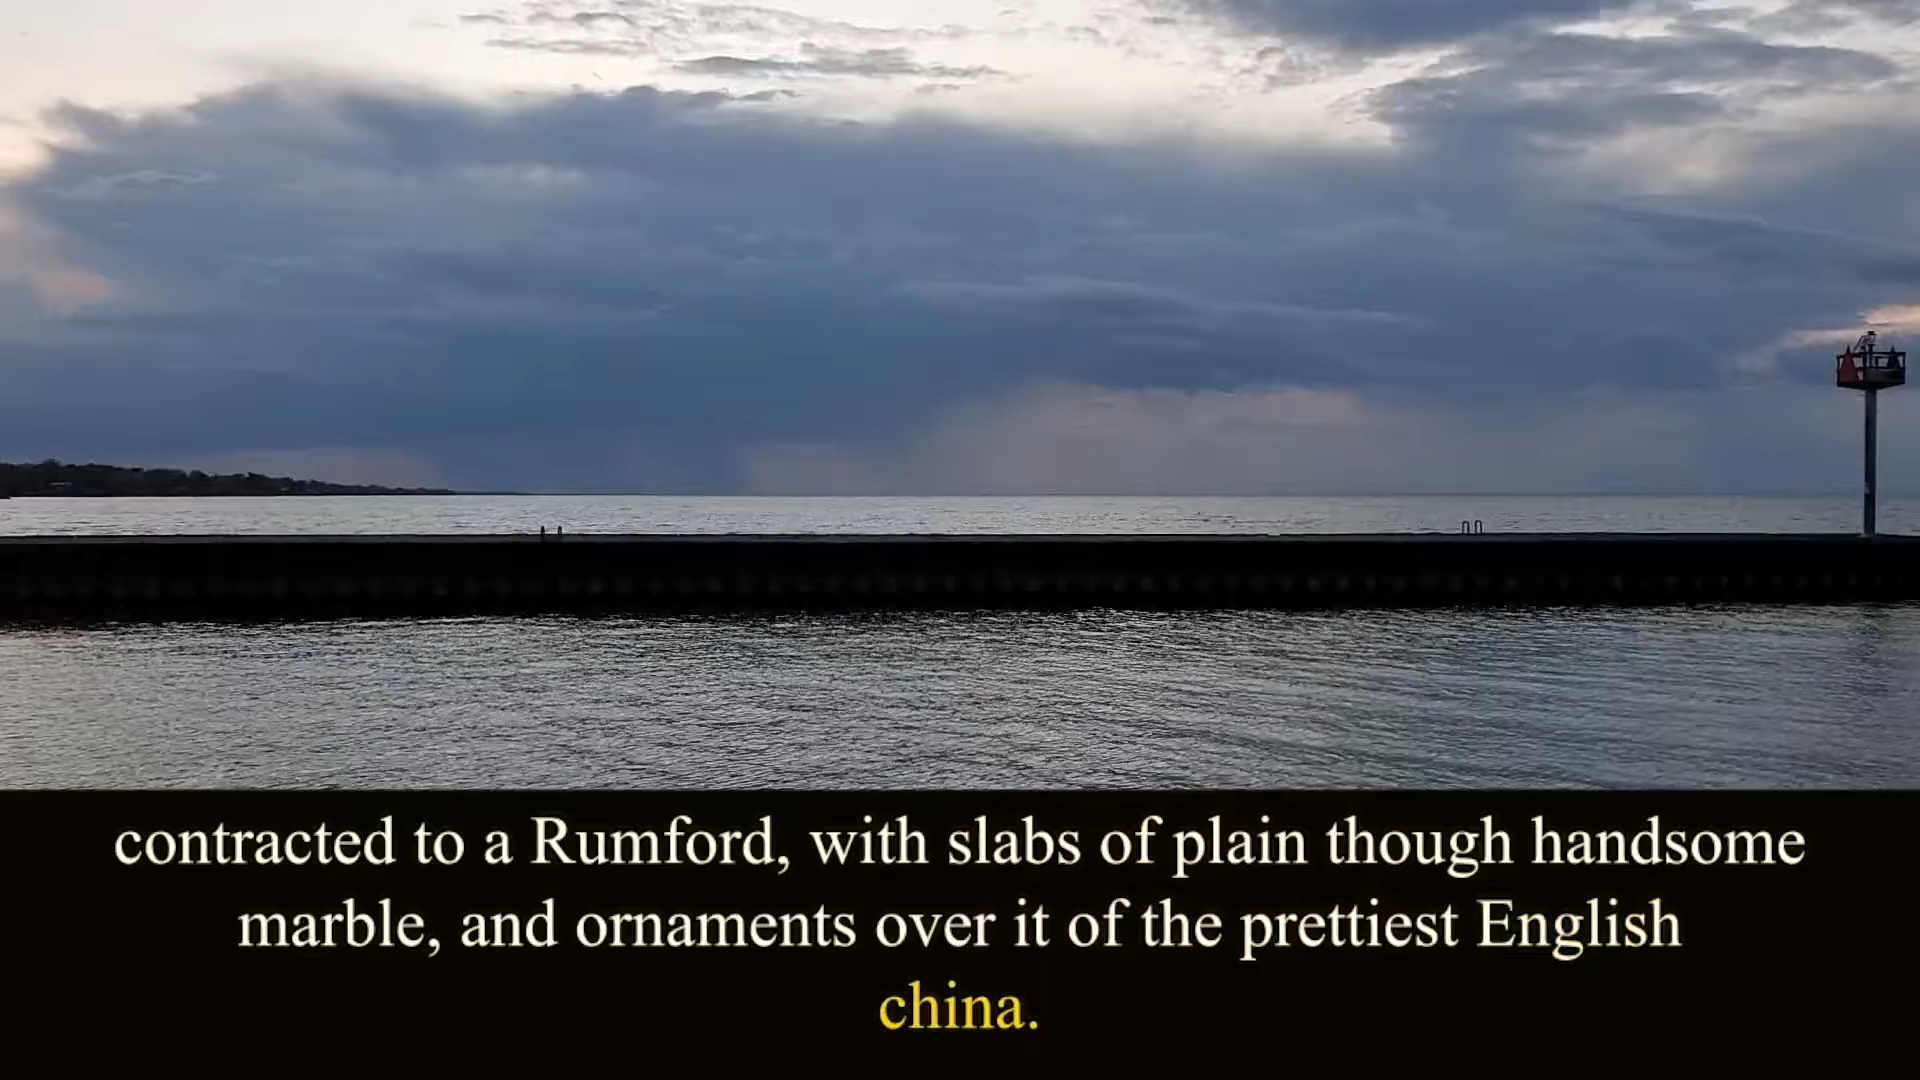 contracted to a Rumford, with slabs of plain though handsome
marble, and ornaments over it of the prettiest English
china.